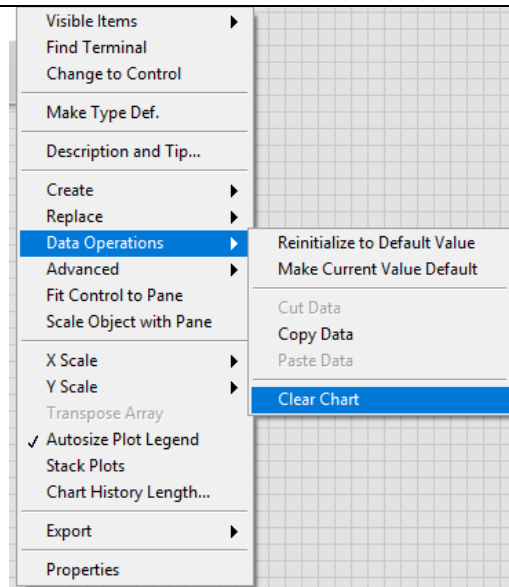 Visible Items
Find Terminal
Change to Control
Make Type Def.
Description and Tip...
Create
Replace
Data Operations
Advanced
Fit Control to Pane
Scale Object with Pane
X Scale
Y Scale
Transpose Array
Autosize Plot Legend
Stack Plots
Chart History Length...
Export
Properties
Reinitialize to Default Value
Make Current Value Default
Cut Data
Copy Data
Paste Data
Clear Chart